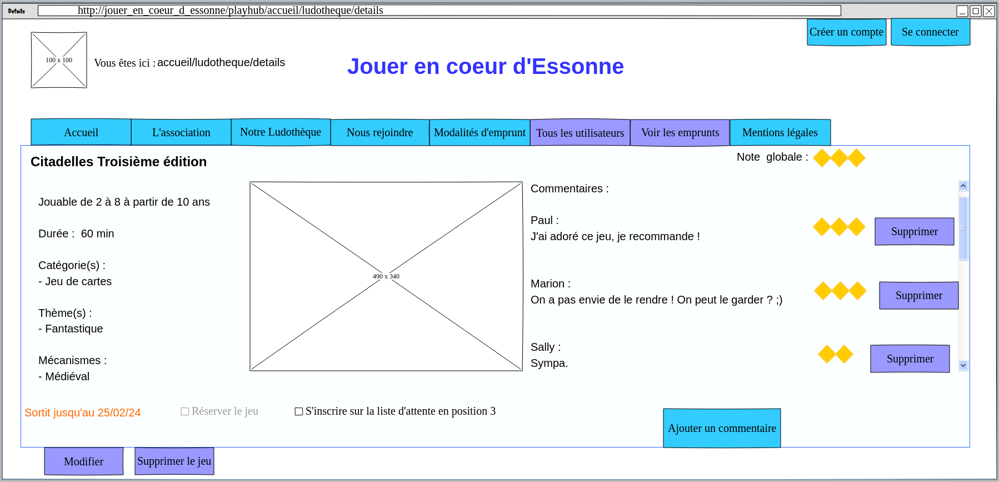 Details
http://jouer_en_coeur_d_essonne/playhub/accueil/ludotheque/details
Créer un compte
Se connecter
100 x 100
Vous êtes ici : accueil/ludotheque/details
Jouer en coeur d'Essonne
Accueil
L'association
Notre Ludothèque
Nous rejoindre
Modalités d'emprunt
Tous les utilisateurs
Voir les emprunts
Mentions légales
Citadelles Troisième édition
Note globale :
Jouable de 2 à 8 à partir de 10 ans
Durée : 60 min
Catégorie(s) :
- Jeu de cartes
Thème(s) :
- Fantastique
Mécanismes :
- Médiéval
490 x 340
Commentaires :
Paul :
J'ai adoré ce jeu, je recommande !
Supprimer
Marion :
On a pas envie de le rendre ! On peut le garder ? ;)
Supprimer
Sally :
Sympa.
Supprimer
Sortit jusqu'au 25/02/24
Réserver le jeu
S'inscrire sur la liste d'attente en position 3
Ajouter un commentaire
Modifier
Supprimer le jeu